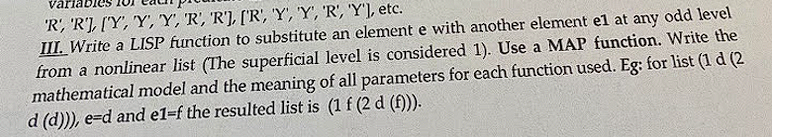 variables for each
'R', 'R'], ['Y', 'Y', 'Y', 'R', 'R'], ['R', 'Y', 'Y', 'R', 'Y'], etc.
III. Write a LISP function to substitute an element e with another element e1 at any odd level
from a nonlinear list (The superficial level is considered 1). Use a MAP function. Write the
mathematical model and the meaning of all parameters for each function used. Eg: for list (1 d (2
d (d))), e=d and e1=f the resulted list is (1 f (2 d (f))).